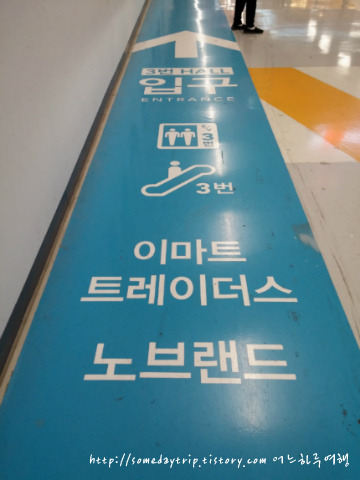 3번 HALL
입구
ENTRANCE
3번
3번
이마트
트레이더스
노브랜드
http://somedaytrip.tistory.com 어느하루여행